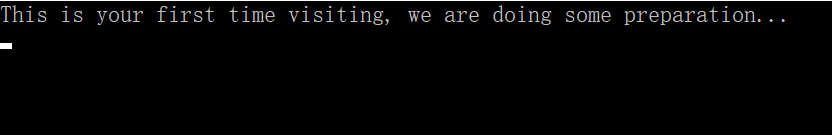 This is your first time visiting, we are doing some preparation...